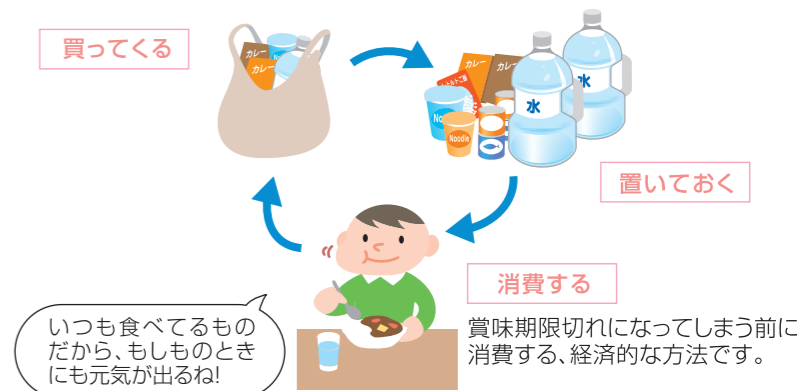 買ってくる
カレー
カレー
カレー
カレー
Noodle
水
置いておく
消費する
賞味期限切れになってしまう前に
消費する、経済的な方法です。
いつも食べてるもの
だから、もしものとき
にも元気が出るね!